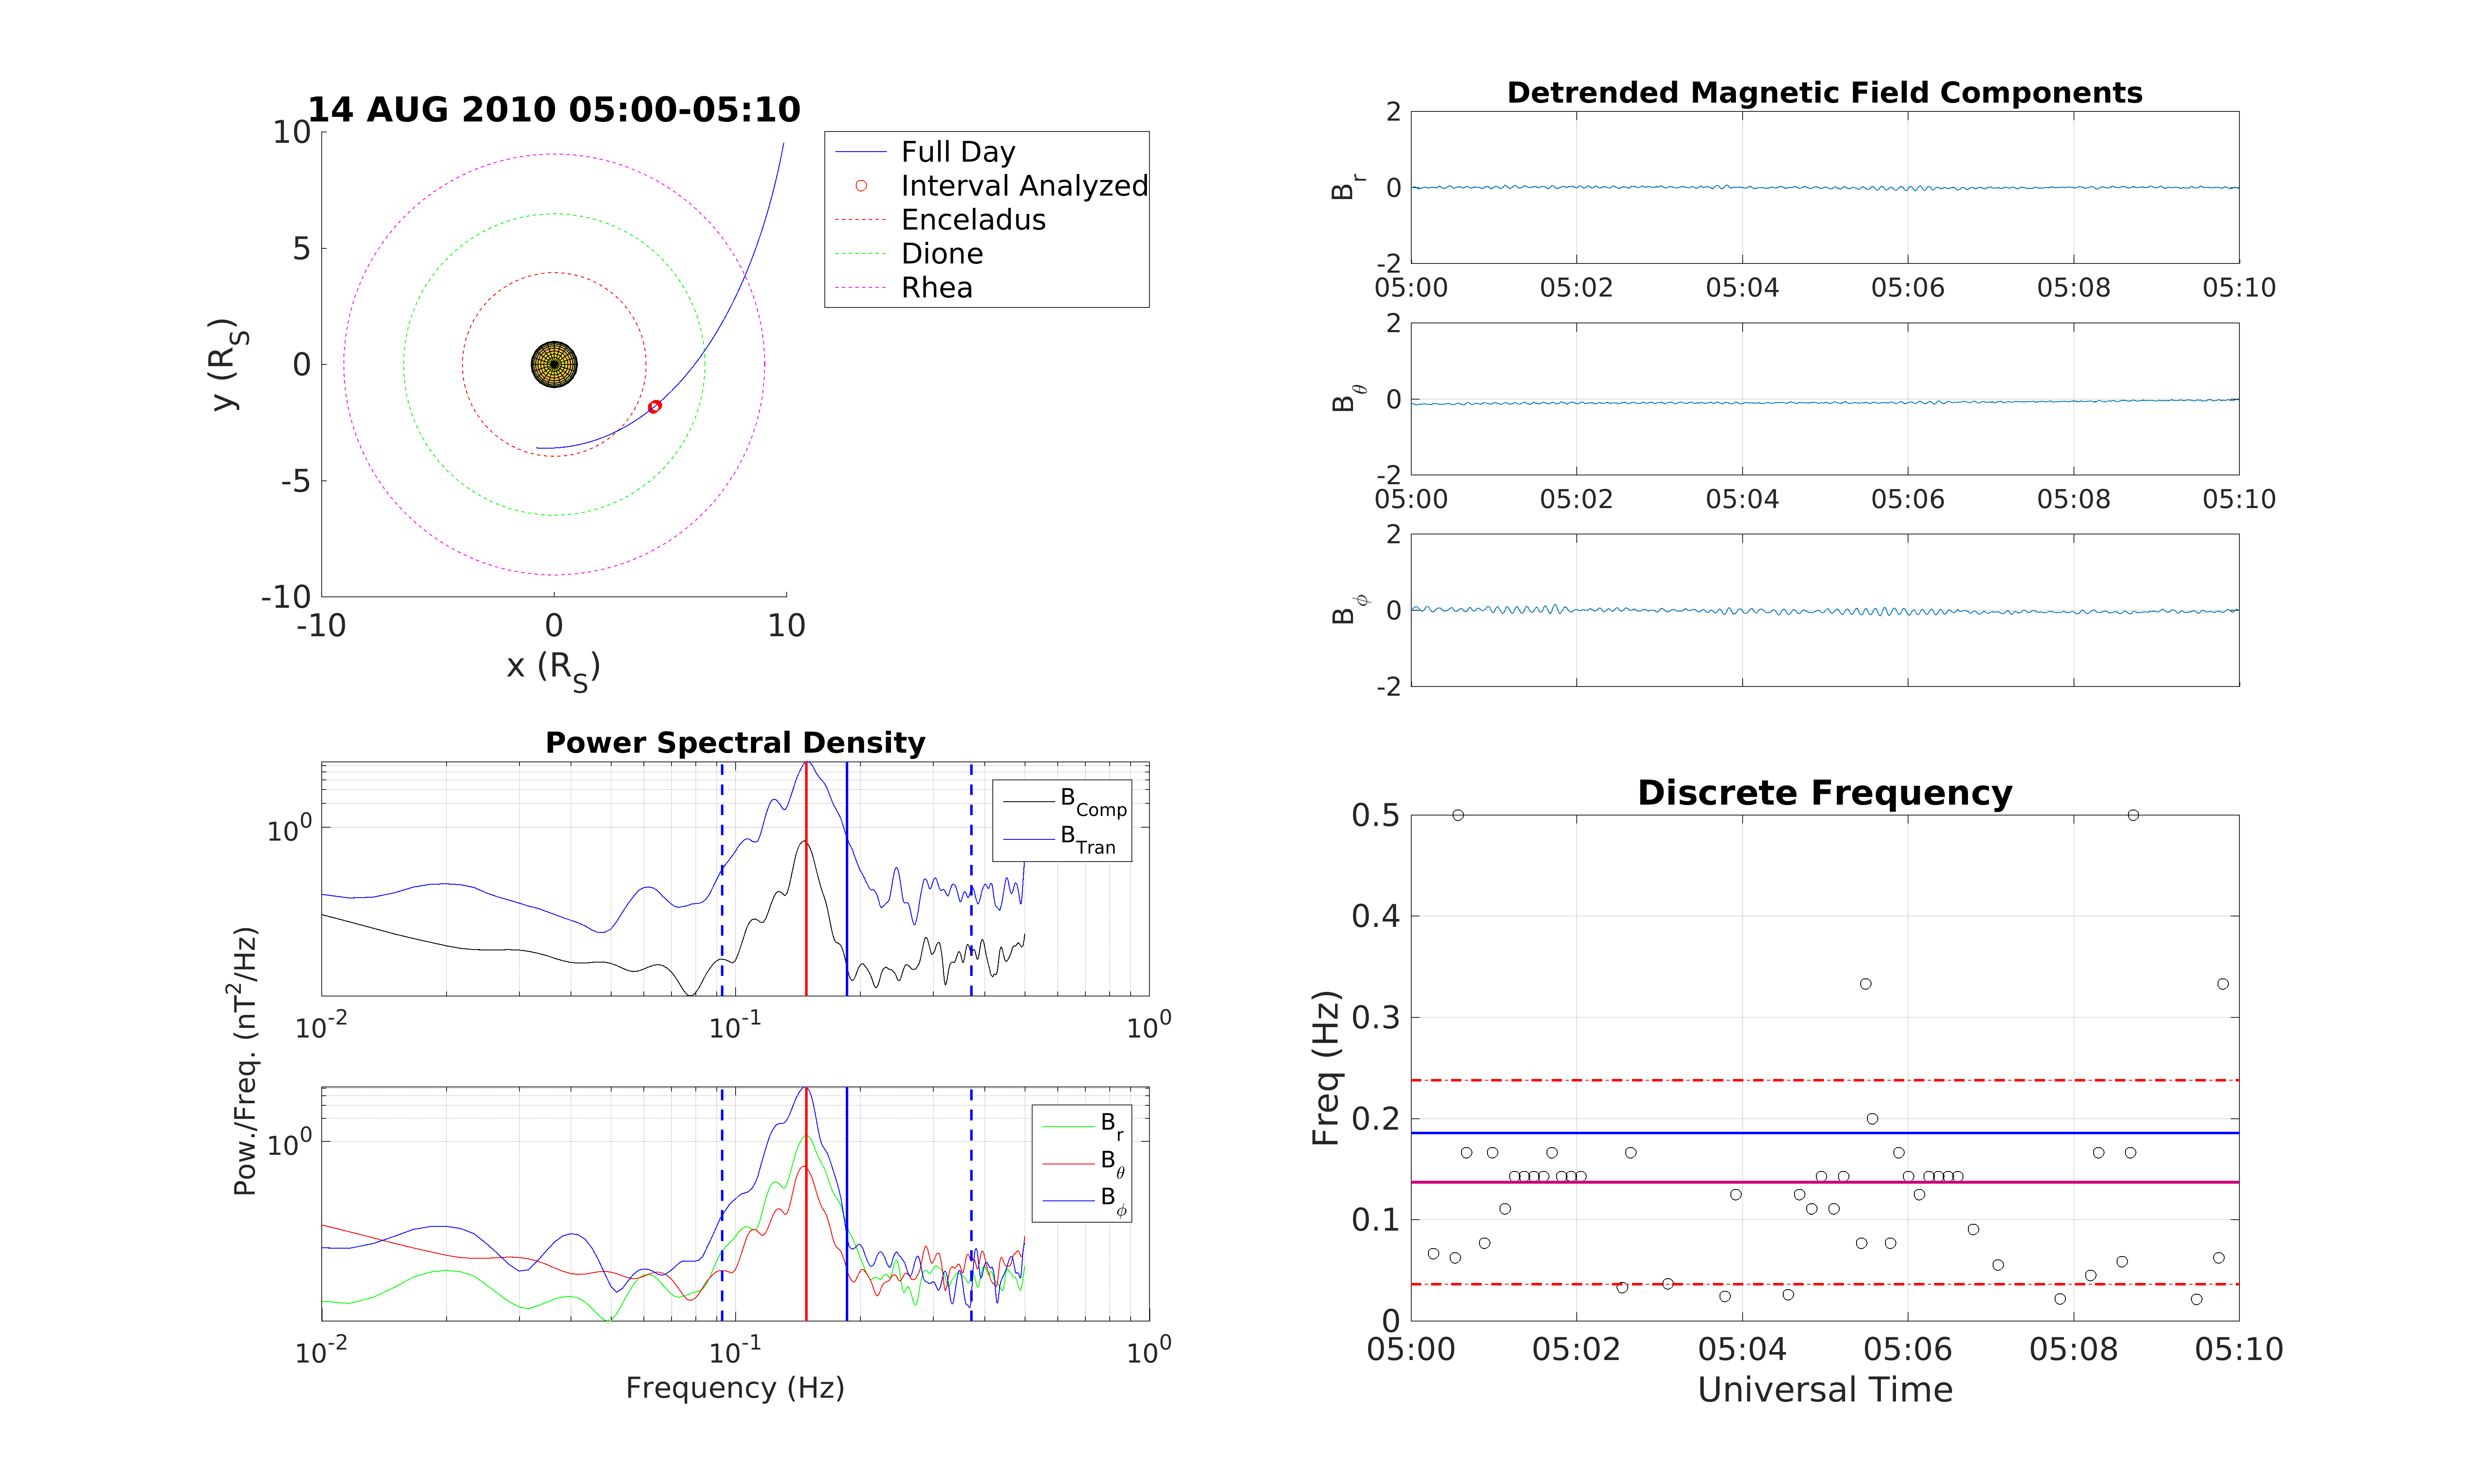 14 AUG 2010 05:00-05:10
10
5
0
-5
-10
-10 0 10
y (R_S)
x (R_S)
Full Day
Interval Analyzed
Enceladus
Dione
Rhea
Detrended Magnetic Field Components
2
0
-2
B_r
05:00 05:02 05:04 05:06 05:08 05:10
2
0
-2
B_θ
05:00 05:02 05:04 05:06 05:08 05:10
2
0
-2
B_ϕ
Power Spectral Density
10^0
B_Comp
B_Tran
10^-2 10^-1 10^0
Pow./Freq. (nT^2/Hz)
10^0
B_r
B_θ
B_ϕ
10^-2 10^-1 10^0
Frequency (Hz)
Discrete Frequency
0.5
0.4
0.3
0.2
0.1
0
Freq (Hz)
05:00 05:02 05:04 05:06 05:08 05:10
Universal Time